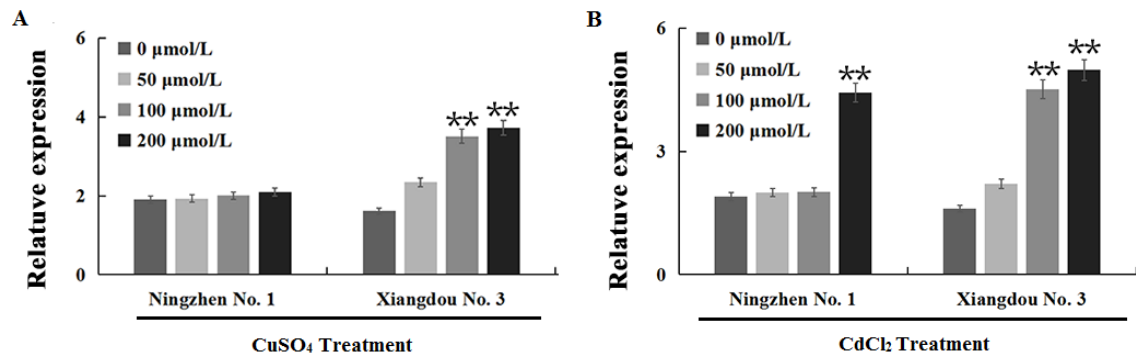 A
Relatuve expression
6
4
2
0
0 μmol/L
50 μmol/L
100 μmol/L
200 μmol/L
** **
Ningzhen No. 1 Xiangdou No. 3
CuSO₄ Treatment
B
Relatuve expression
6
3
0
0 μmol/L
50 μmol/L
100 μmol/L
200 μmol/L
** ** **
Ningzhen No. 1 Xiangdou No. 3
CdCl₂ Treatment